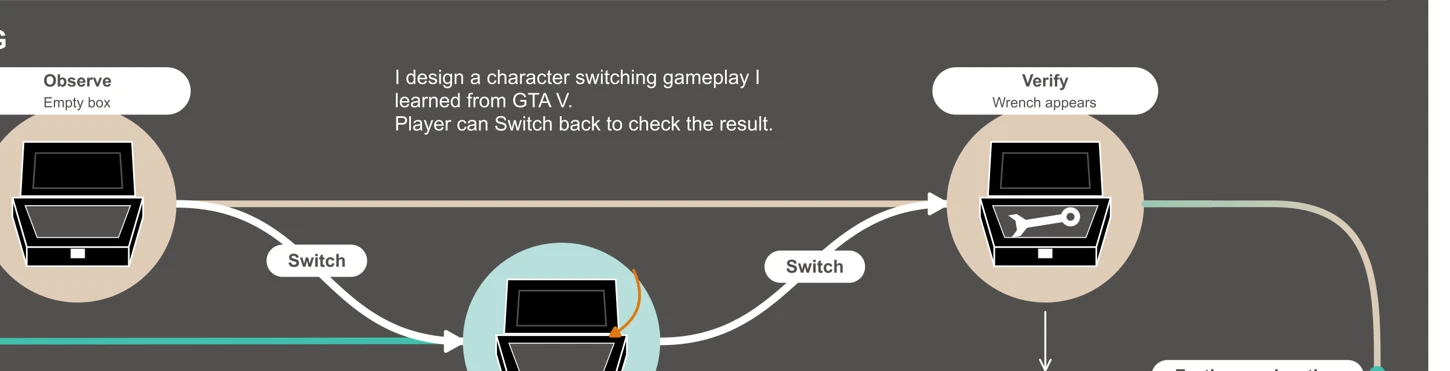 G
Observe
Empty box
I design a character switching gameplay I
learned from GTA V.
Player can Switch back to check the result.
Verify
Wrench appears
Switch
Switch